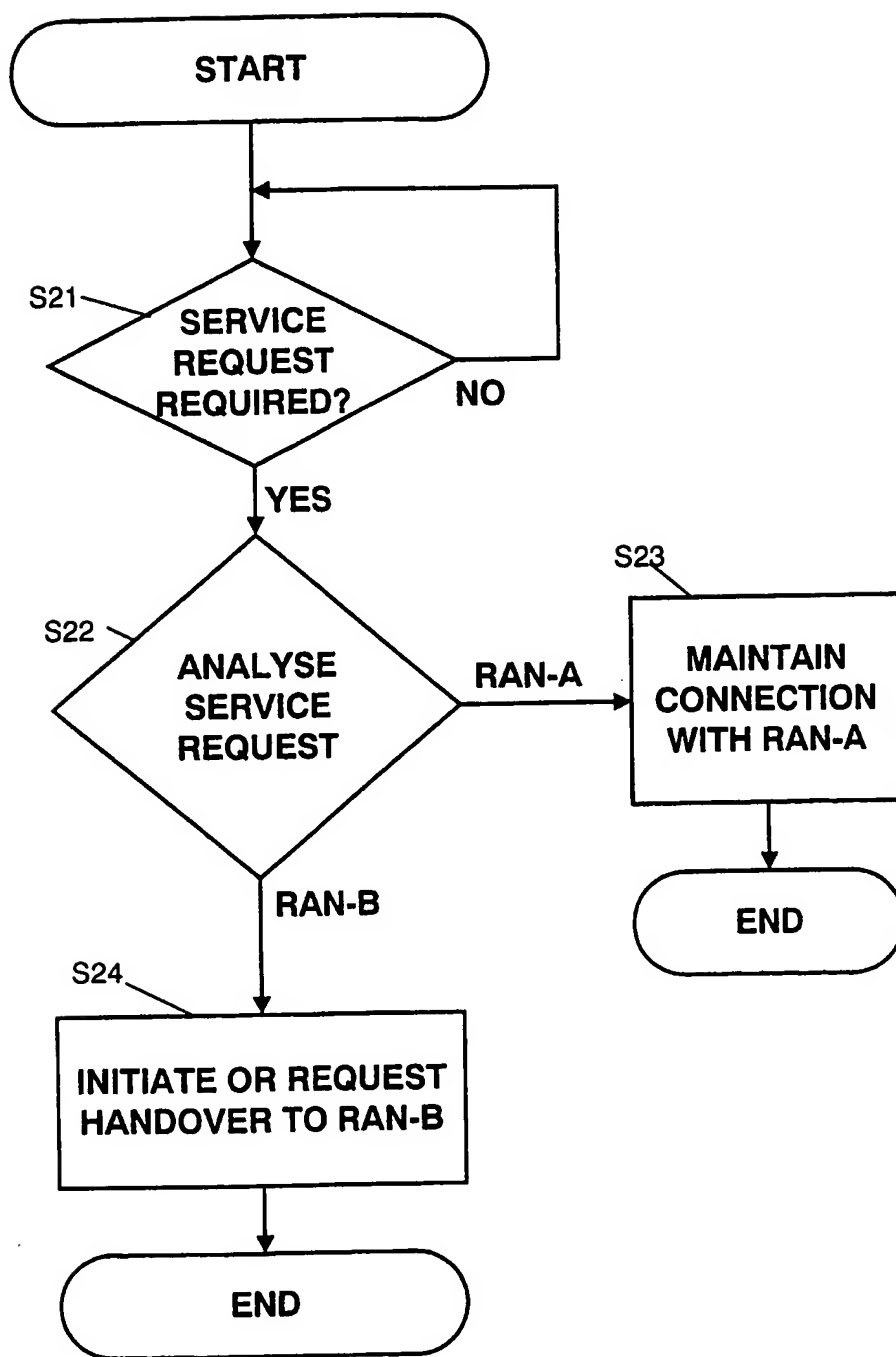 START
S21
SERVICE
REQUEST
REQUIRED?
NO
YES
S22
ANALYSE
SERVICE
REQUEST
RAN-A
S23
MAINTAIN
CONNECTION
WITH RAN-A
END
RAN-B
S24
INITIATE OR REQUEST
HANDOVER TO RAN-B
END